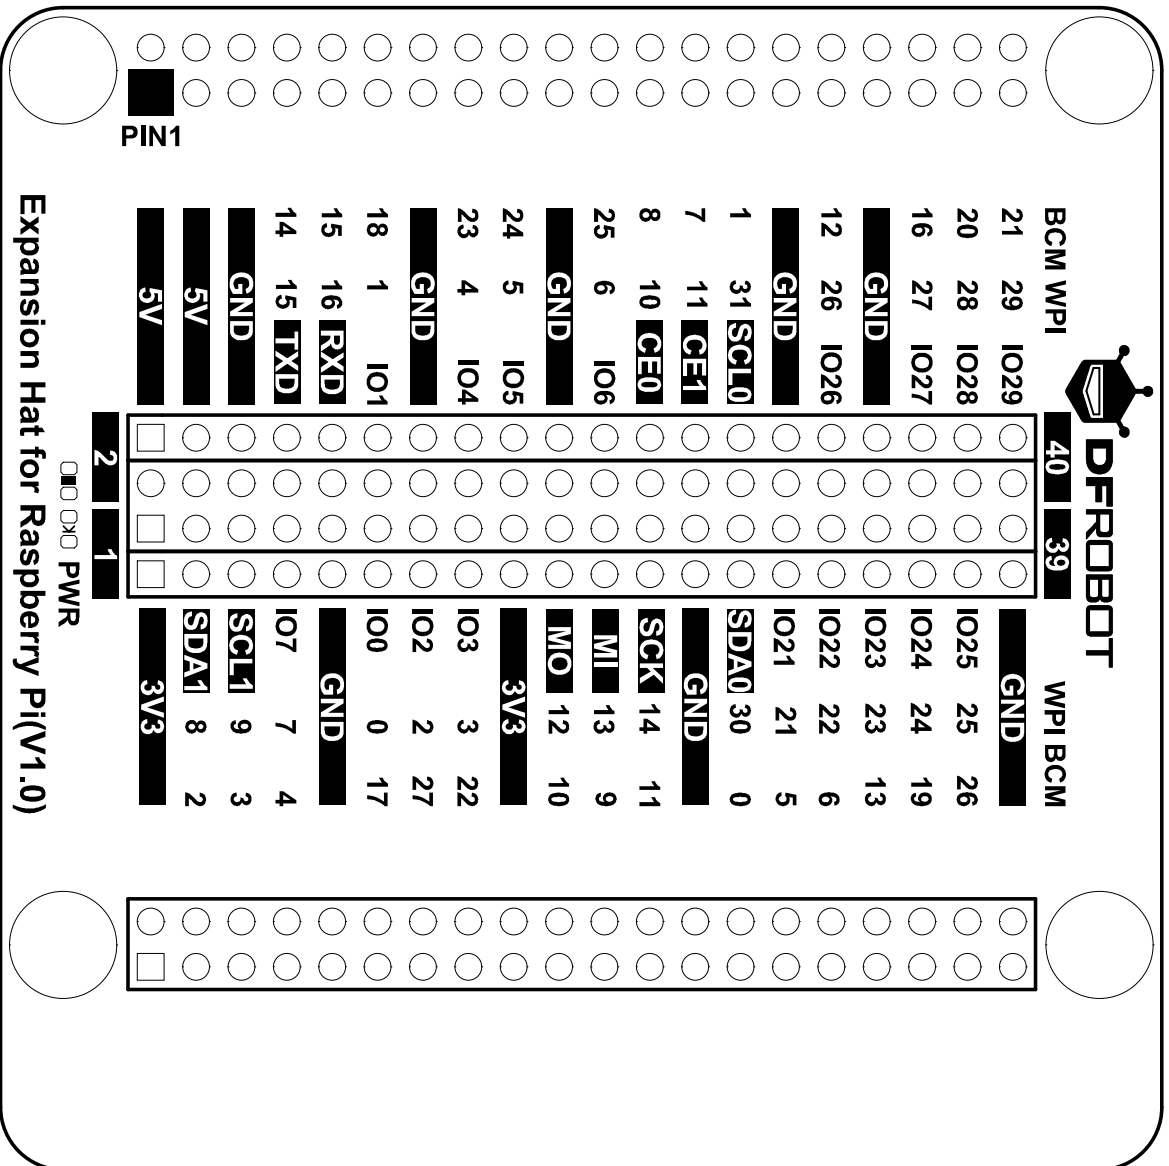 PIN1
DFROBOT
BCM WPI 40 39 WPI BCM
21 29 IO29 GND
20 28 IO28 IO25 25 26
16 27 IO27 IO24 24 19
GND IO23 23 13
12 26 IO26 IO22 22 6
GND IO21 21 5
1 31 SCL0 SDA0 30 0
7 11 CE1 GND
8 10 CE0 SCK 14 11
25 6 IO6 MI 13 9
GND MO 12 10
24 5 IO5 3V3
23 4 IO4 IO3 3 22
GND IO2 2 27
18 1 IO1 IO0 0 17
15 16 RXD GND
14 15 TXD IO7 7 4
GND SCL1 9 3
5V SDA1 8 2
5V 3V3
2 1
PWR
Expansion Hat for Raspberry Pi(V1.0)